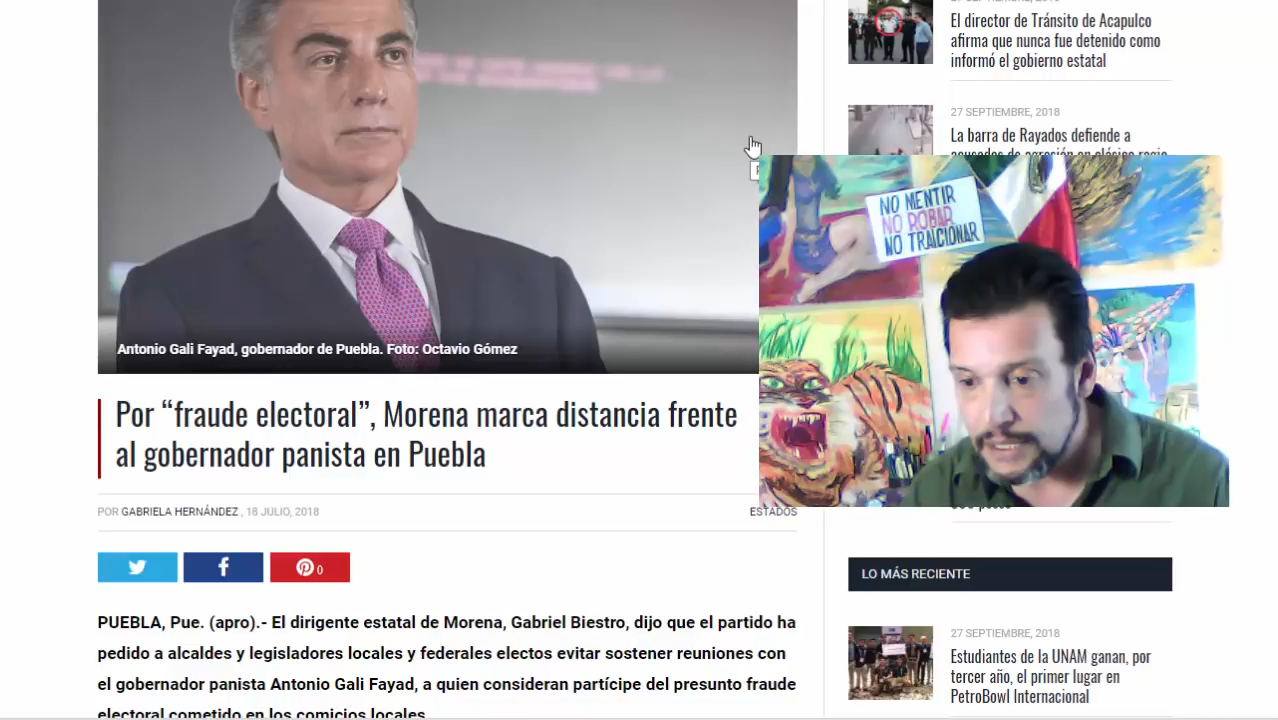 El director de Tránsito de Acapulco
afirma que nunca fue detenido como
informó el gobierno estatal
27 SEPTIEMBRE, 2018
La barra de Rayados defiende a
NO MENTIR
NO ROBAR
NO TRAICIONAR
Antonio Gali Fayad, gobernador de Puebla. Foto: Octavio Gómez
Por “fraude electoral”, Morena marca distancia frente
al gobernador panista en Puebla
POR GABRIELA HERNÁNDEZ , 18 JULIO, 2018
ESTADOS
0
PUEBLA, Pue. (apro).- El dirigente estatal de Morena, Gabriel Biestro, dijo que el partido ha
pedido a alcaldes y legisladores locales y federales electos evitar sostener reuniones con
el gobernador panista Antonio Gali Fayad, a quien consideran partícipe del presunto fraude
electoral cometido en los comicios locales.
LO MÁS RECIENTE
27 SEPTIEMBRE, 2018
Estudiantes de la UNAM ganan, por
tercer año, el primer lugar en
PetroBowl Internacional